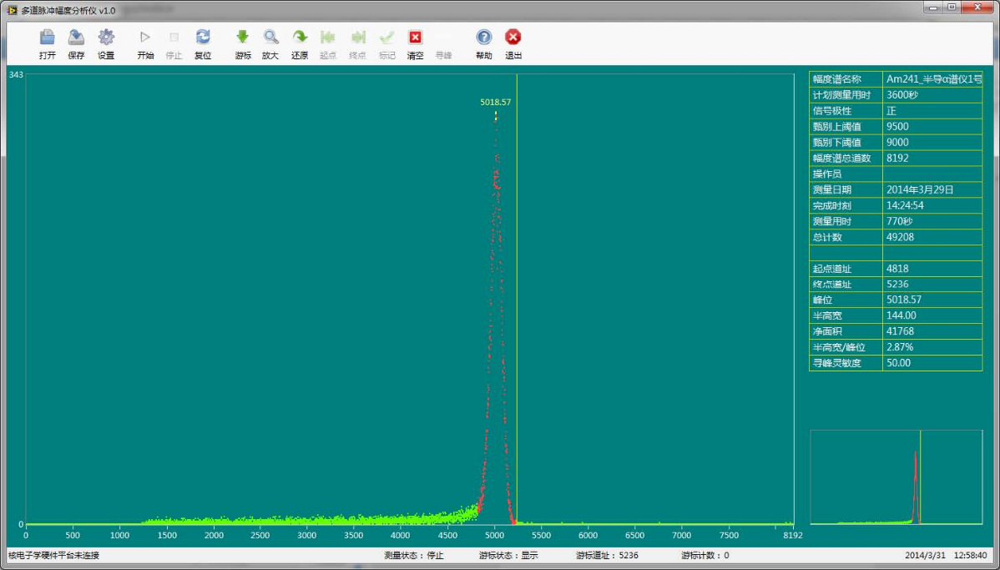 多道脉冲幅度分析仪 v1.0
打开 保存 设置 开始 停止 复位 游标 放大 还原 起点 终点 标记 清空 寻峰 帮助 退出
343
5018.57
0
0 500 1000 1500 2000 2500 3000 3500 4000 4500 5000 5500 6000 6500 7000 7500 8192
幅度谱名称 Am241_半导α谱仪1号
计划测量用时 3600秒
信号极性 正
甄别上阈值 9500
甄别下阈值 9000
幅度谱总道数 8192
操作员
测量日期 2014年3月29日
完成时刻 14:24:54
测量用时 770秒
总计数 49208
起点道址 4818
终点道址 5236
峰位 5018.57
半高宽 144.00
净面积 41768
半高宽/峰位 2.87%
寻峰灵敏度 50.00
核电子学硬件平台未连接 测量状态：停止 游标状态：显示 游标道址：5236 游标计数：0 2014/3/31 12:58:40